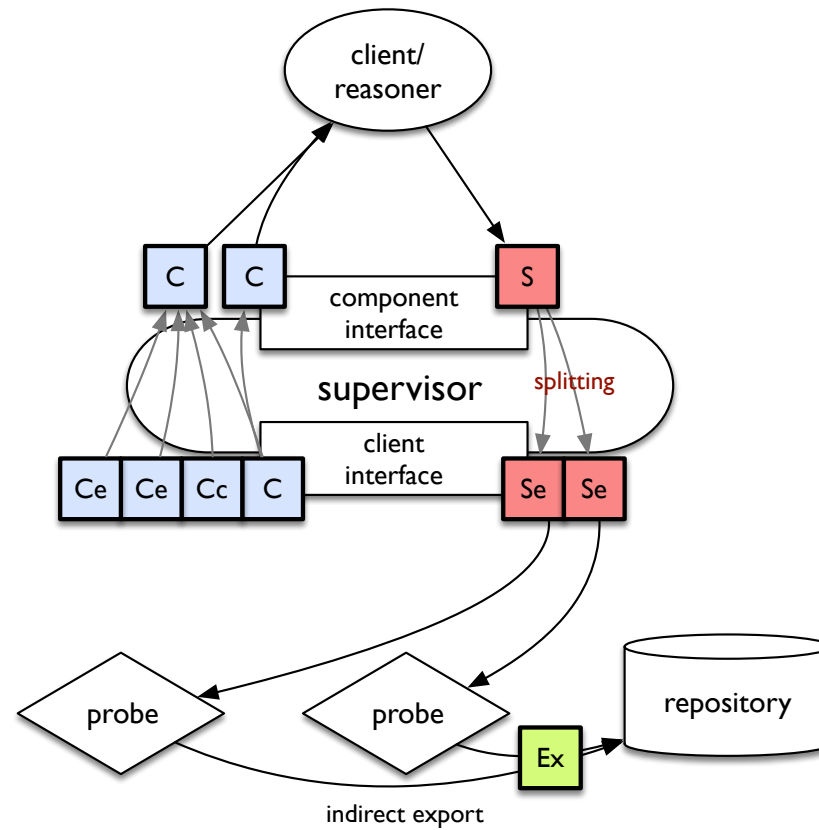 client/
reasoner
C
C
S
component
interface
supervisor
splitting
client
interface
Ce
Ce
Cc
C
Se
Se
probe
probe
repository
Ex
indirect export